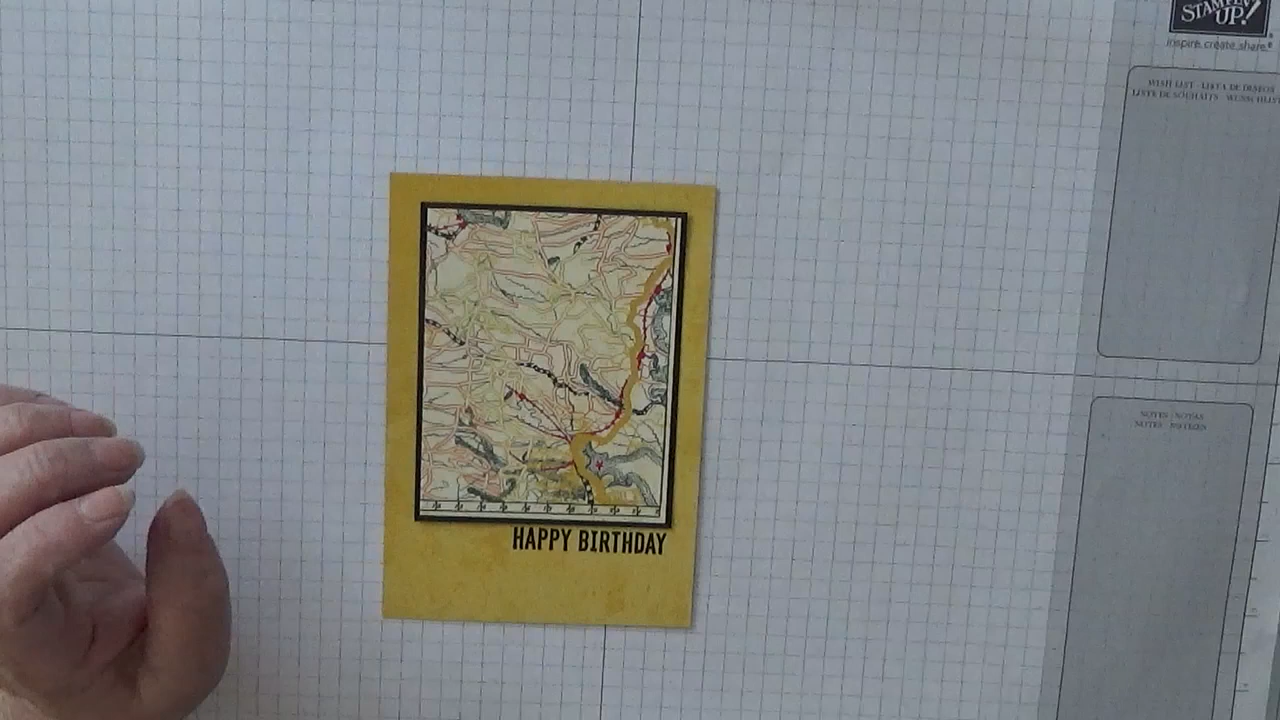 STAMPIN' UP!®
inspire. create. share.®
WISH LIST · LISTA DE DESEOS
LISTE DE SOUHAITS · WUNSCHLISTE
NOTES · NOTAS
NOTES · NOTIZEN
HAPPY BIRTHDAY